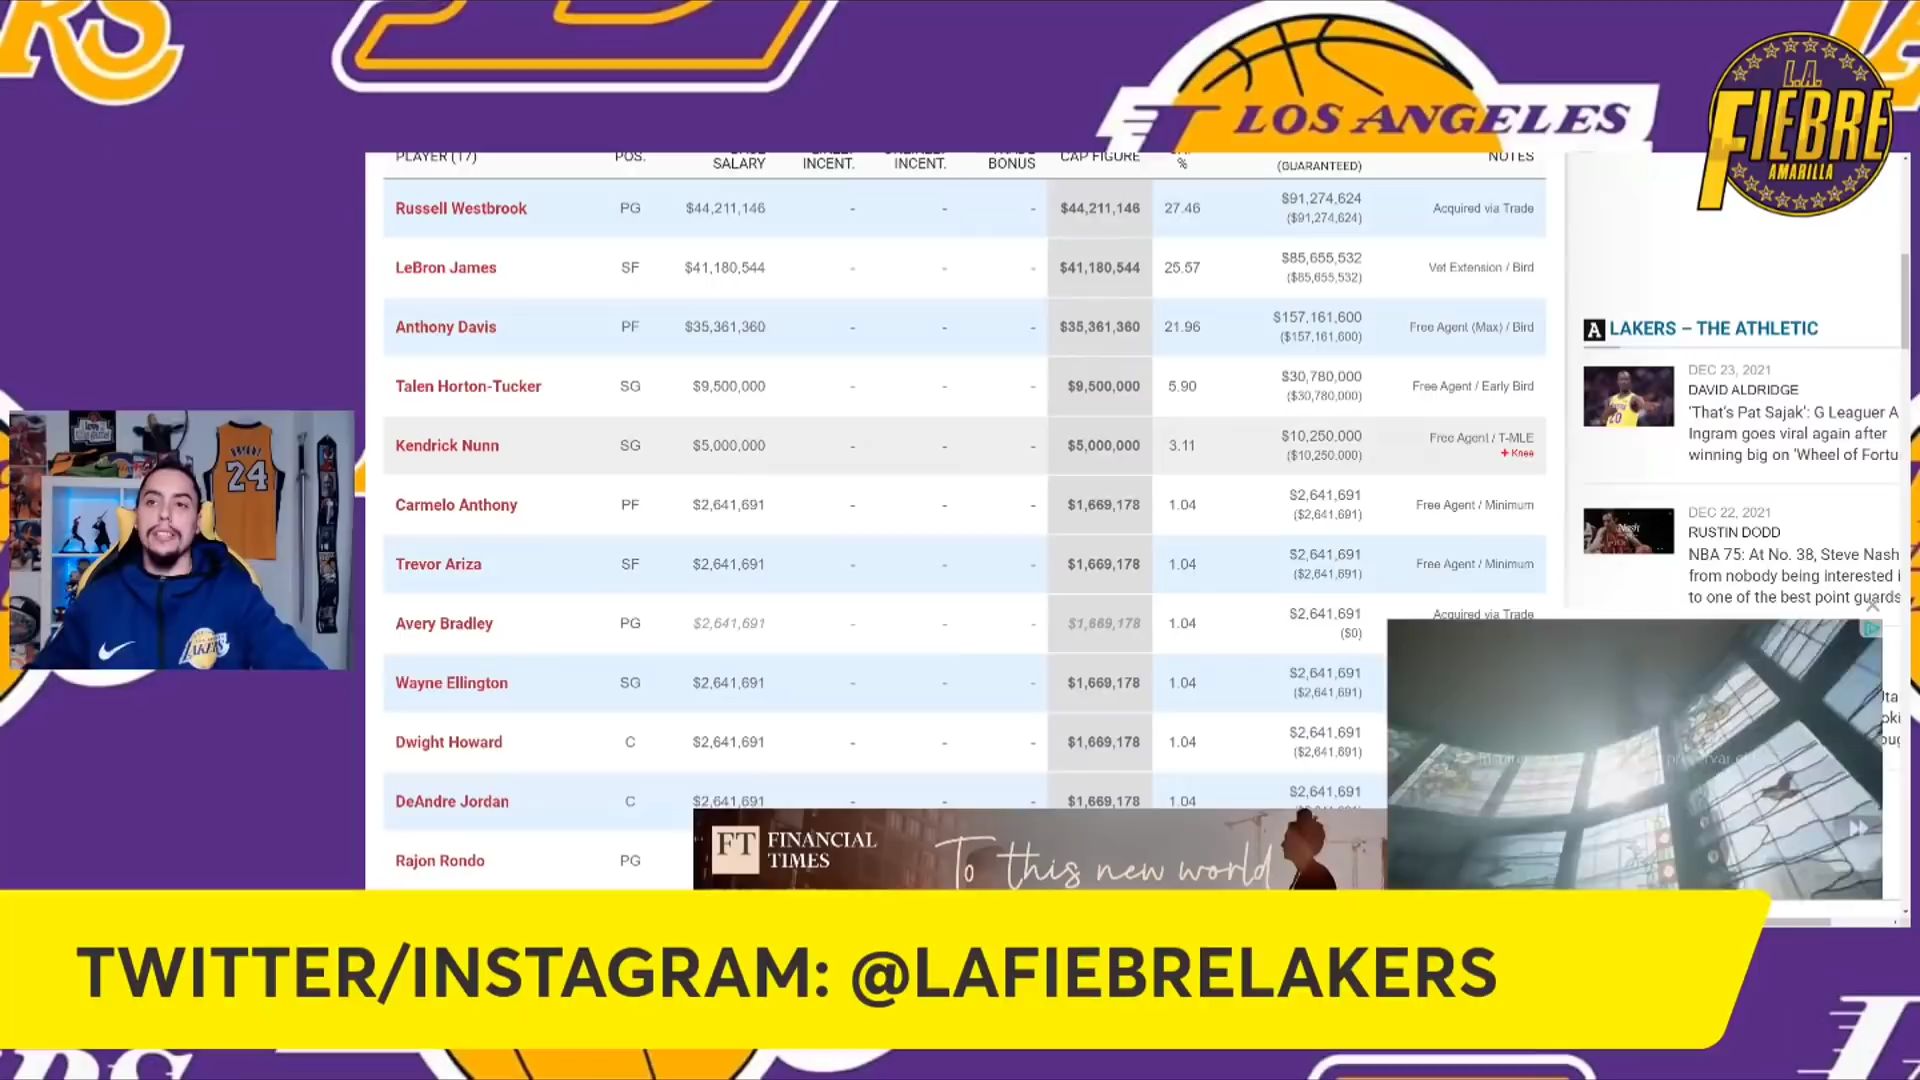 RS
LOS ANGELES
L.A.
FIEBRE
AMARILLA
PLAYER (17) POS. BASE SALARY INCENT. INCENT. BONUS CAP FIGURE % (GUARANTEED) NOTES
Russell Westbrook PG $44,211,146 - - - $44,211,146 27.46 $91,274,624 Acquired via Trade
($91,274,624)
LeBron James SF $41,180,544 - - - $41,180,544 25.57 $85,655,532 Vet Extension / Bird
($85,655,532)
Anthony Davis PF $35,361,360 - - - $35,361,360 21.96 $157,161,600 Free Agent (Max) / Bird
($157,161,600)
Talen Horton-Tucker SG $9,500,000 - - - $9,500,000 5.90 $30,780,000 Free Agent / Early Bird
($30,780,000)
Kendrick Nunn SG $5,000,000 - - - $5,000,000 3.11 $10,250,000 Free Agent / T-MLE
($10,250,000) + Knee
Carmelo Anthony PF $2,641,691 - - - $1,669,178 1.04 $2,641,691 Free Agent / Minimum
($2,641,691)
Trevor Ariza SF $2,641,691 - - - $1,669,178 1.04 $2,641,691 Free Agent / Minimum
($2,641,691)
Avery Bradley PG $2,641,691 - - - $1,669,178 1.04 $2,641,691 Acquired via Trade
($0)
Wayne Ellington SG $2,641,691 - - - $1,669,178 1.04 $2,641,691
($2,641,691)
Dwight Howard C $2,641,691 - - - $1,669,178 1.04 $2,641,691
($2,641,691)
DeAndre Jordan C $2,641,691 - - - $1,669,178 1.04 $2,641,691
Rajon Rondo PG
A LAKERS – THE ATHLETIC
DEC 23, 2021
DAVID ALDRIDGE
'That's Pat Sajak': G Leaguer A
Ingram goes viral again after
winning big on 'Wheel of Fortu
DEC 22, 2021
RUSTIN DODD
NBA 75: At No. 38, Steve Nash
from nobody being interested i
to one of the best point guards
BRYANT
24
LAKERS
FT FINANCIAL
TIMES
To this new world
TWITTER/INSTAGRAM: @LAFIEBRELAKERS